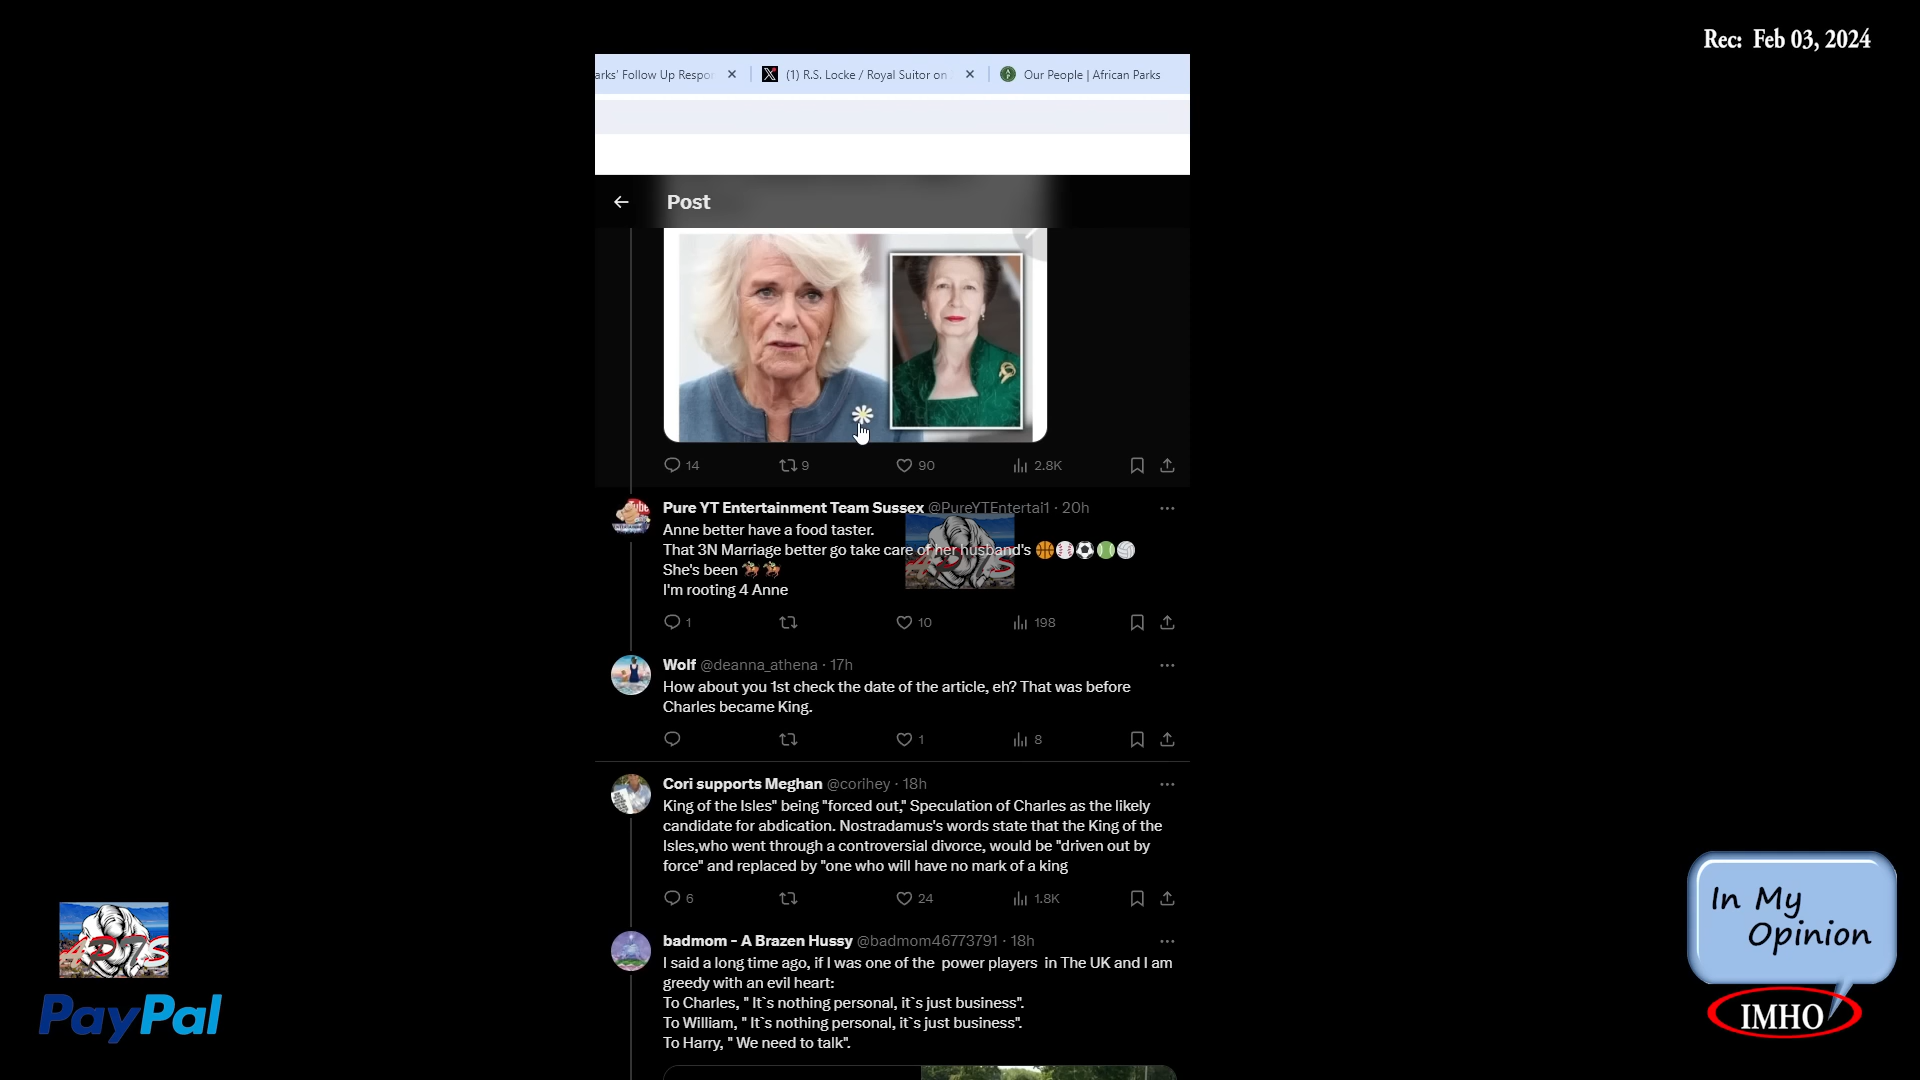 Rec: Feb 03, 2024
arks' Follow Up Respo
(1) R.S. Locke / Royal Suitor on
Our People | African Parks
Post
14 9 90 2.8K
Pure YT Entertainment Team Sussex @PureYTEntertai1 · 20h
Anne better have a food taster.
That 3N Marriage better go take care of her husband's
She's been
I'm rooting 4 Anne
1 10 198
Wolf @deanna_athena · 17h
How about you 1st check the date of the article, eh? That was before
Charles became King.
1 8
Cori supports Meghan @corihey · 18h
King of the Isles" being "forced out," Speculation of Charles as the likely
candidate for abdication. Nostradamus's words state that the King of the
Isles,who went through a controversial divorce, would be "driven out by
force" and replaced by "one who will have no mark of a king
6 24 1.8K
badmom - A Brazen Hussy @badmom46773791 · 18h
I said a long time ago, if I was one of the power players in The UK and I am
greedy with an evil heart:
To Charles, " It`s nothing personal, it`s just business".
To William, " It`s nothing personal, it`s just business".
To Harry, " We need to talk".
PayPal
In My
Opinion
IMHO